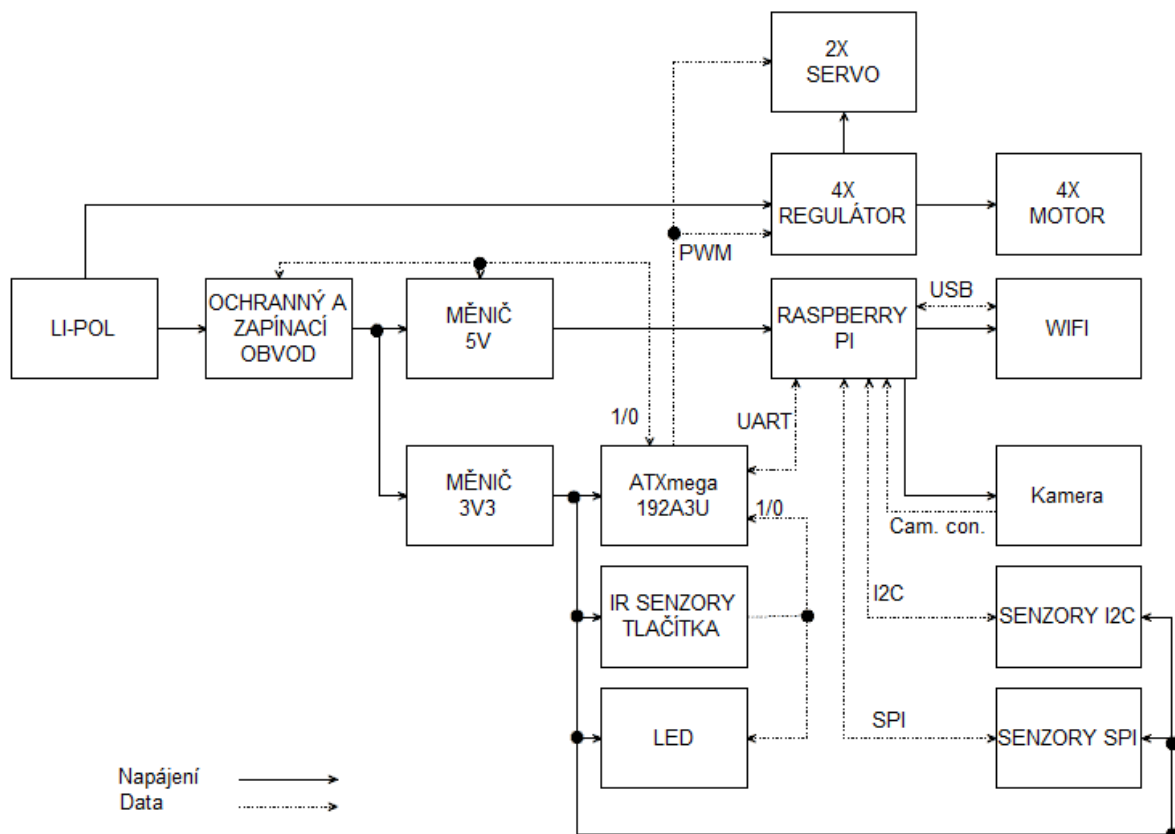 2X
SERVO
4X
REGULÁTOR
4X
MOTOR
PWM
LI-POL
OCHRANNÝ A
ZAPÍNACÍ
OBVOD
MĚNIČ
5V
RASPBERRY
PI
USB
WIFI
1/0
UART
MĚNIČ
3V3
ATXmega
192A3U
1/0
Kamera
Cam. con.
IR SENZORY
TLAČÍTKA
I2C
SENZORY I2C
LED
SPI
SENZORY SPI
Napájení
Data